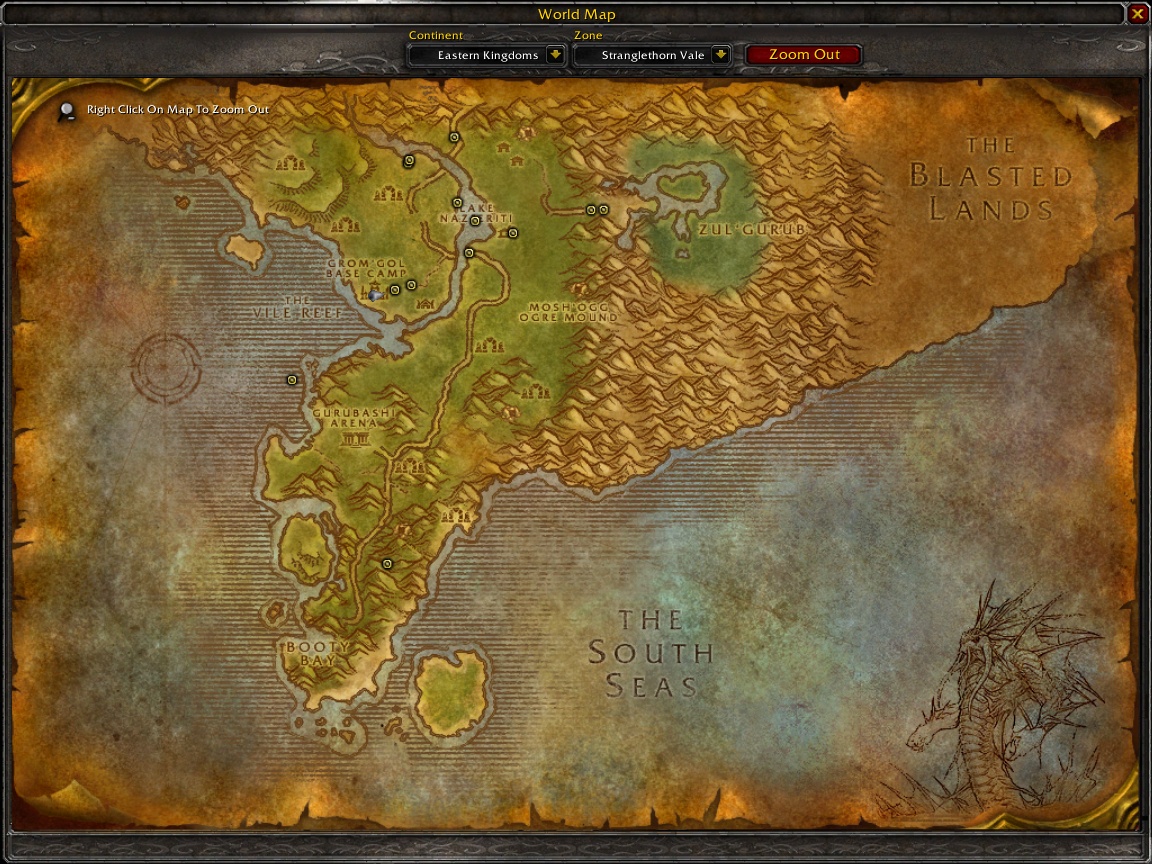 World Map
Continent
Zone
Eastern Kingdoms
Stranglethorn Vale
Zoom Out
Right Click On Map To Zoom Out
THE
BLASTED
LANDS
LAKE
NAZFERITI
ZUL'GURUB
GROM'GOL
BASE CAMP
THE
VILE REEF
MOSH'OGG
OGRE MOUND
GURUBASHI
ARENA
THE
SOUTH
SEAS
BOOTY
BAY